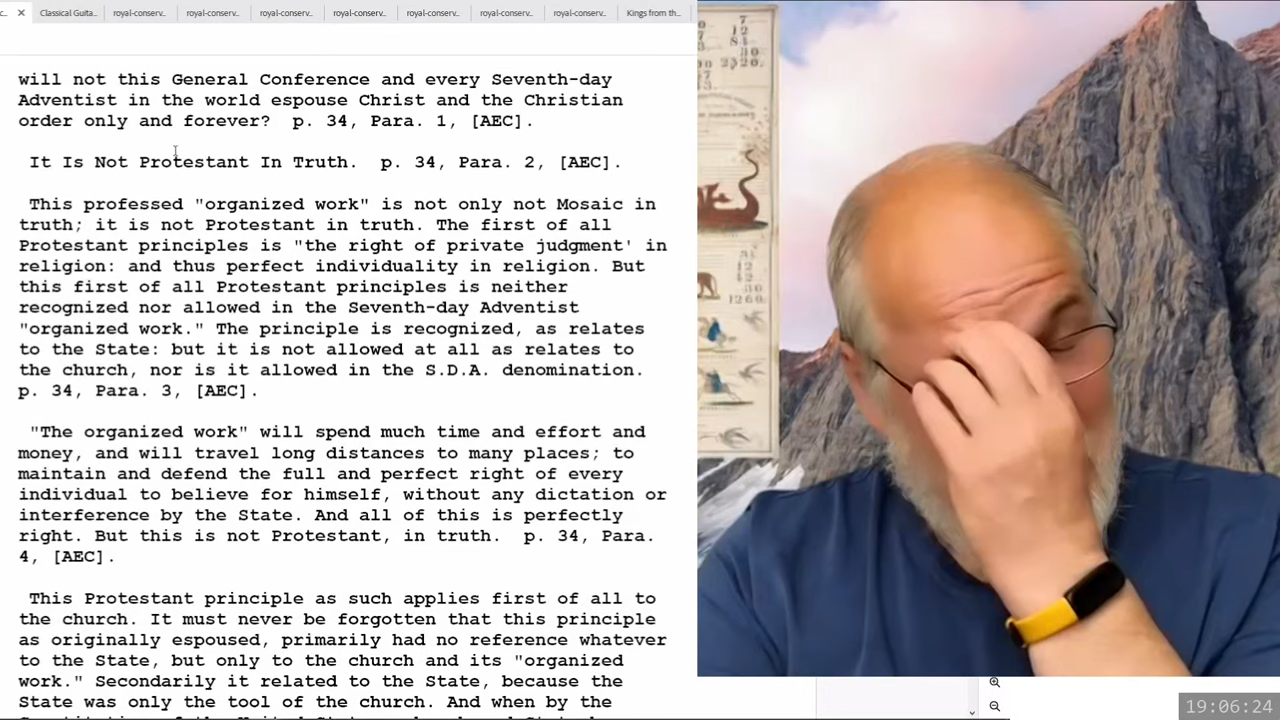 c... Classical Guita... royal-conserv... royal-conserv... royal-conserv... royal-conserv... royal-conserv... royal-conserv... royal-conserv... Kings from th...
will not this General Conference and every Seventh-day
Adventist in the world espouse Christ and the Christian
order only and forever? p. 34, Para. 1, [AEC].
It Is Not Protestant In Truth. p. 34, Para. 2, [AEC].
This professed "organized work" is not only not Mosaic in
truth; it is not Protestant in truth. The first of all
Protestant principles is "the right of private judgment' in
religion: and thus perfect individuality in religion. But
this first of all Protestant principles is neither
recognized nor allowed in the Seventh-day Adventist
"organized work." The principle is recognized, as relates
to the State: but it is not allowed at all as relates to
the church, nor is it allowed in the S.D.A. denomination.
p. 34, Para. 3, [AEC].
"The organized work" will spend much time and effort and
money, and will travel long distances to many places; to
maintain and defend the full and perfect right of every
individual to believe for himself, without any dictation or
interference by the State. And all of this is perfectly
right. But this is not Protestant, in truth. p. 34, Para.
4, [AEC].
This Protestant principle as such applies first of all to
the church. It must never be forgotten that this principle
as originally espoused, primarily had no reference whatever
to the State, but only to the church and its "organized
work." Secondarily it related to the State, because the
State was only the tool of the church. And when by the
7
12
30
2520.
12
30
1260.
19:06:24